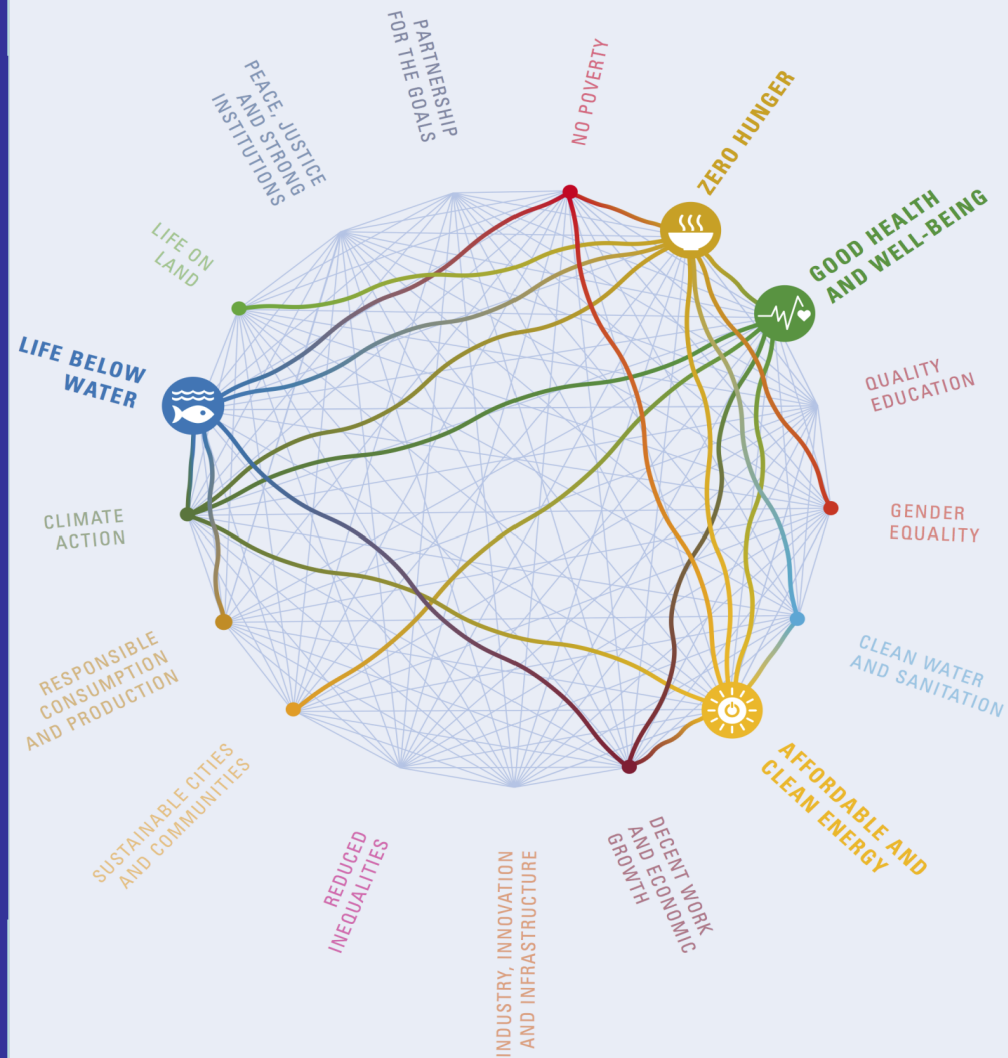 NO POVERTY
ZERO HUNGER
GOOD HEALTH
AND WELL-BEING
QUALITY
EDUCATION
GENDER
EQUALITY
CLEAN WATER
AND SANITATION
AFFORDABLE AND
CLEAN ENERGY
DECENT WORK
AND ECONOMIC
GROWTH
INDUSTRY, INNOVATION
AND INFRASTRUCTURE
REDUCED
INEQUALITIES
SUSTAINABLE CITIES
AND COMMUNITIES
RESPONSIBLE
CONSUMPTION
AND PRODUCTION
CLIMATE
ACTION
LIFE BELOW
WATER
LIFE ON
LAND
PEACE, JUSTICE
AND STRONG
INSTITUTIONS
PARTNERSHIP
FOR THE GOALS